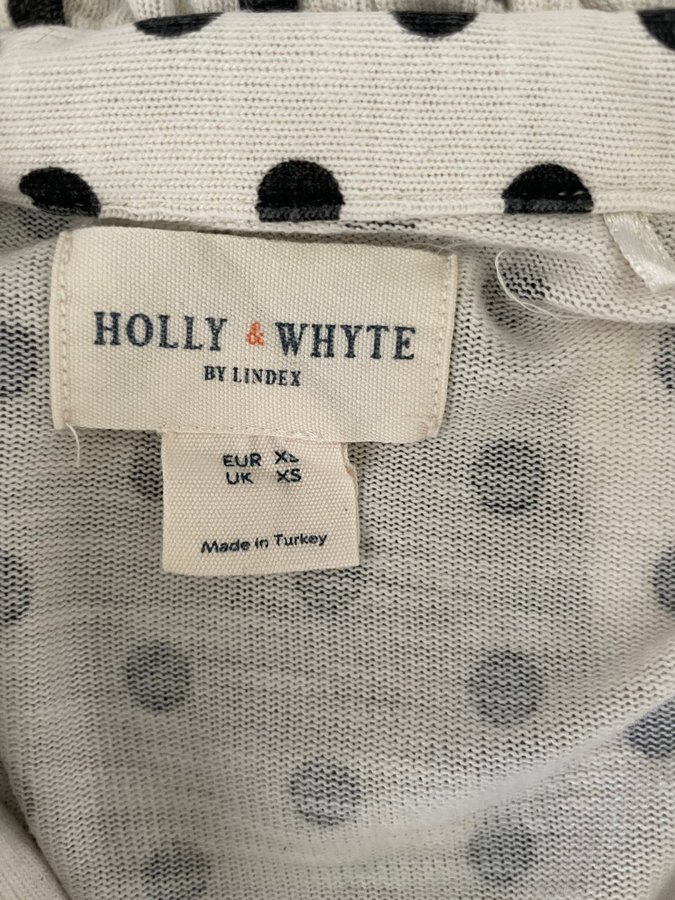 HOLLY & WHYTE
BY LINDEX
EUR XS
UK XS
Made in Turkey